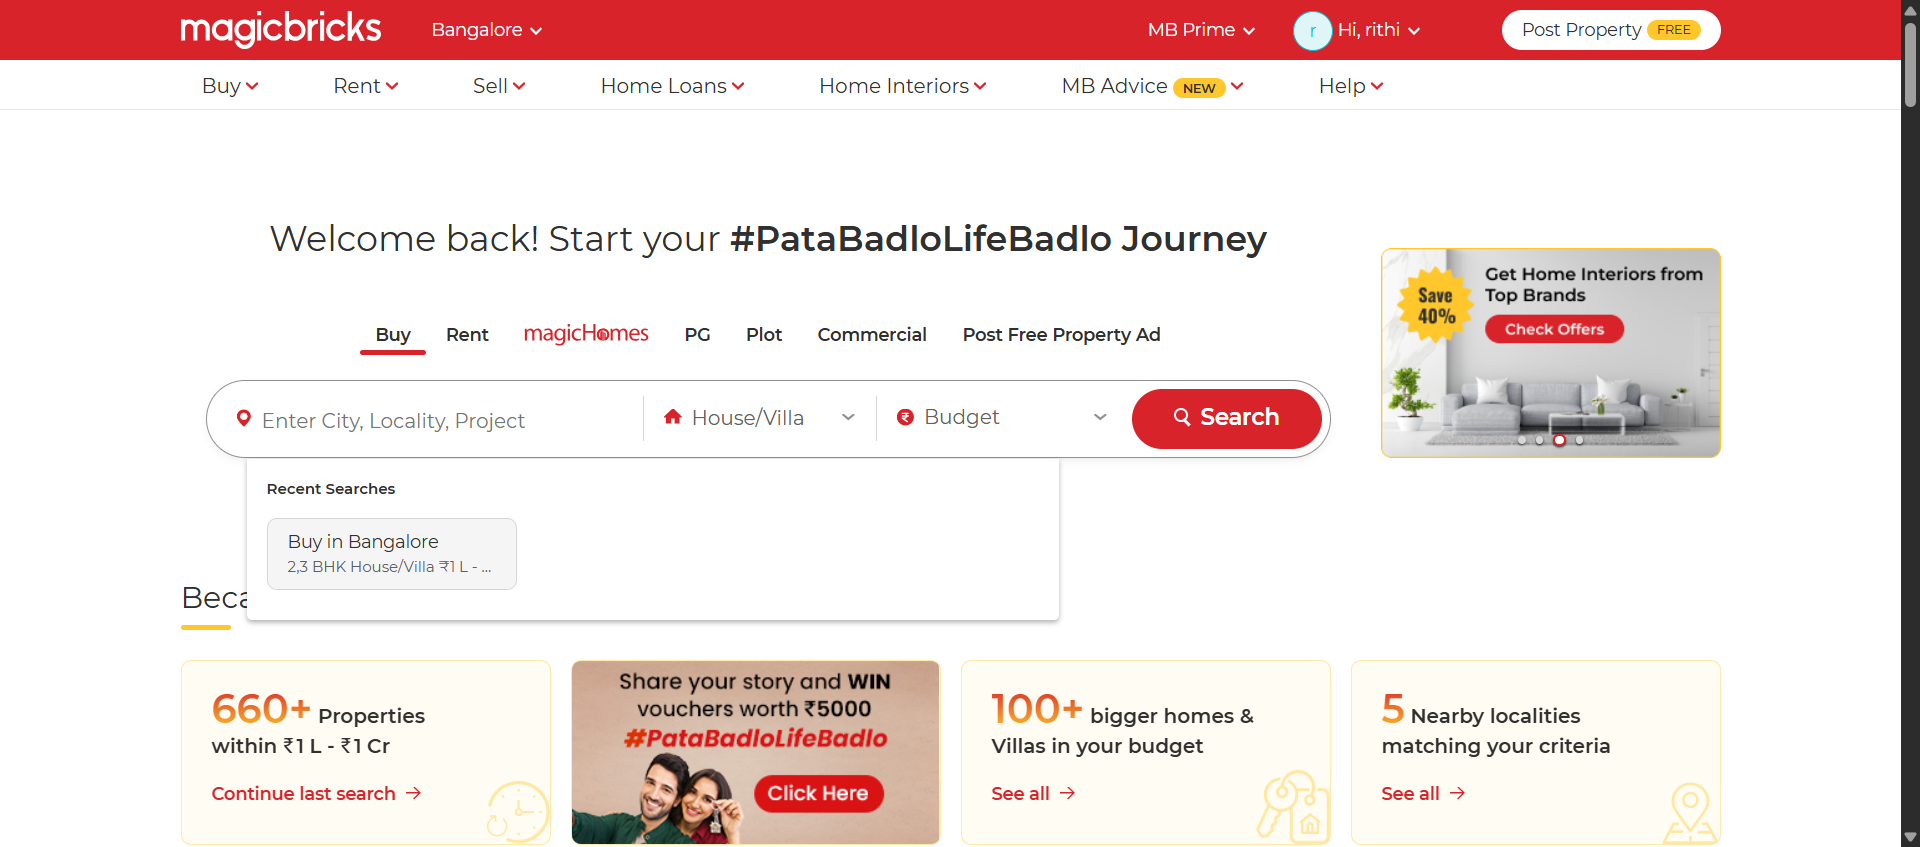 magicbricks
Bangalore
MB Prime
r
Hi, rithi
Post Property FREE
Buy
Rent
Sell
Home Loans
Home Interiors
MB Advice NEW
Help
Welcome back! Start your #PataBadloLifeBadlo Journey
Save
40%
Get Home Interiors from
Top Brands
Check Offers
Buy
Rent
magicHomes
PG
Plot
Commercial
Post Free Property Ad
Enter City, Locality, Project
House/Villa
Budget
Search
Recent Searches
Buy in Bangalore
2,3 BHK House/Villa ₹1 L - ...
Beca
660+ Properties
within ₹1 L - ₹1 Cr
Continue last search
Share your story and WIN
vouchers worth ₹5000
#PataBadloLifeBadlo
Click Here
100+ bigger homes &
Villas in your budget
See all
5 Nearby localities
matching your criteria
See all